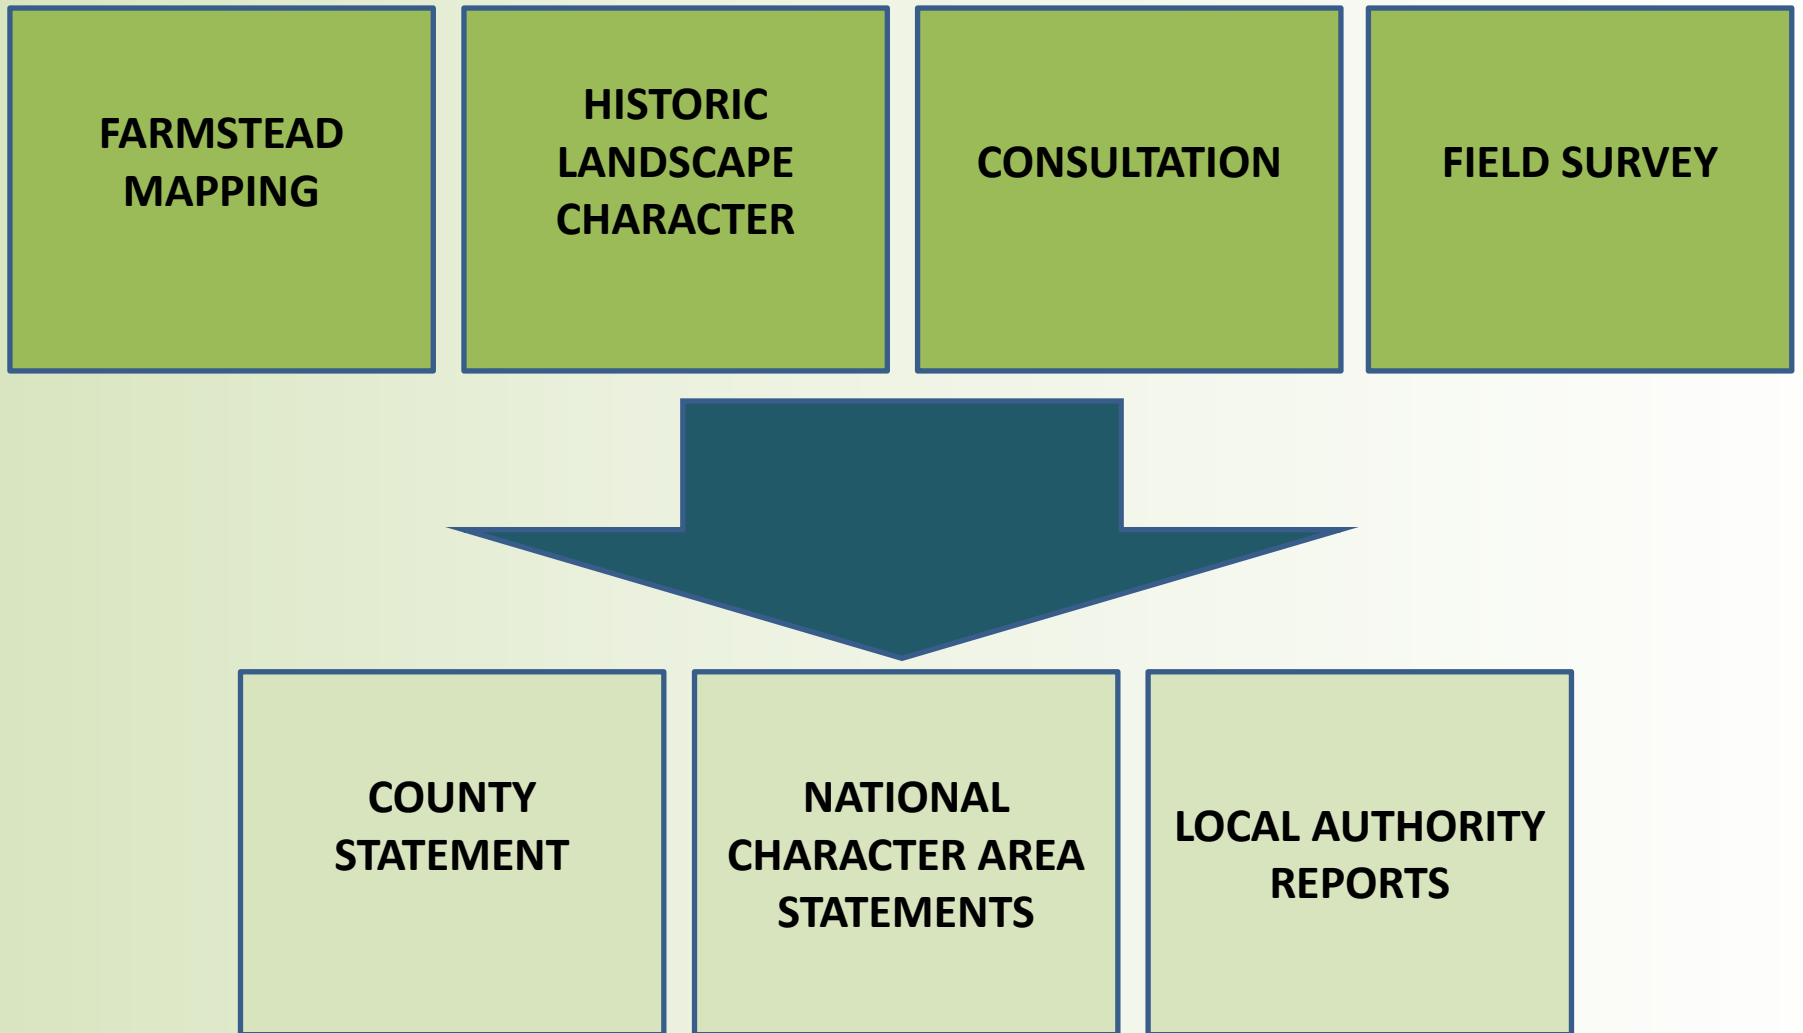 FARMSTEAD
MAPPING
HISTORIC
LANDSCAPE
CHARACTER
CONSULTATION
FIELD SURVEY
COUNTY
STATEMENT
NATIONAL
CHARACTER AREA
STATEMENTS
LOCAL AUTHORITY
REPORTS